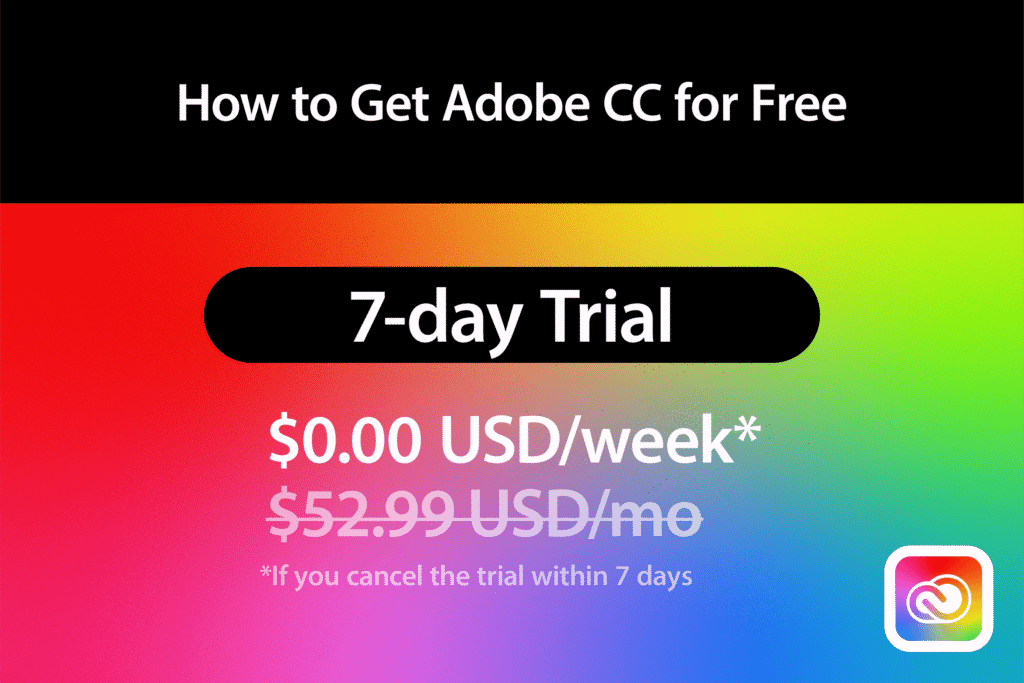 How to Get Adobe CC for Free
7-day Trial
$0.00 USD/week*
$52.99 USD/mo
*If you cancel the trial within 7 days